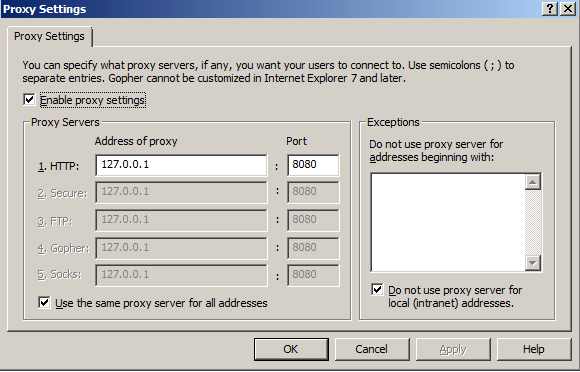 Proxy Settings
Proxy Settings
You can specify what proxy servers, if any, you want your users to connect to. Use semicolons ( ; ) to
separate entries. Gopher cannot be customized in Internet Explorer 7 and later.
Enable proxy settings
Proxy Servers
Address of proxy Port
1. HTTP: 127.0.0.1 : 8080
2. Secure: 127.0.0.1 : 8080
3. FTP: 127.0.0.1 : 8080
4. Gopher: 127.0.0.1 : 8080
5. Socks: 127.0.0.1 : 8080
Use the same proxy server for all addresses
Exceptions
Do not use proxy server for
addresses beginning with:
Do not use proxy server for
local (intranet) addresses.
OK Cancel Apply Help